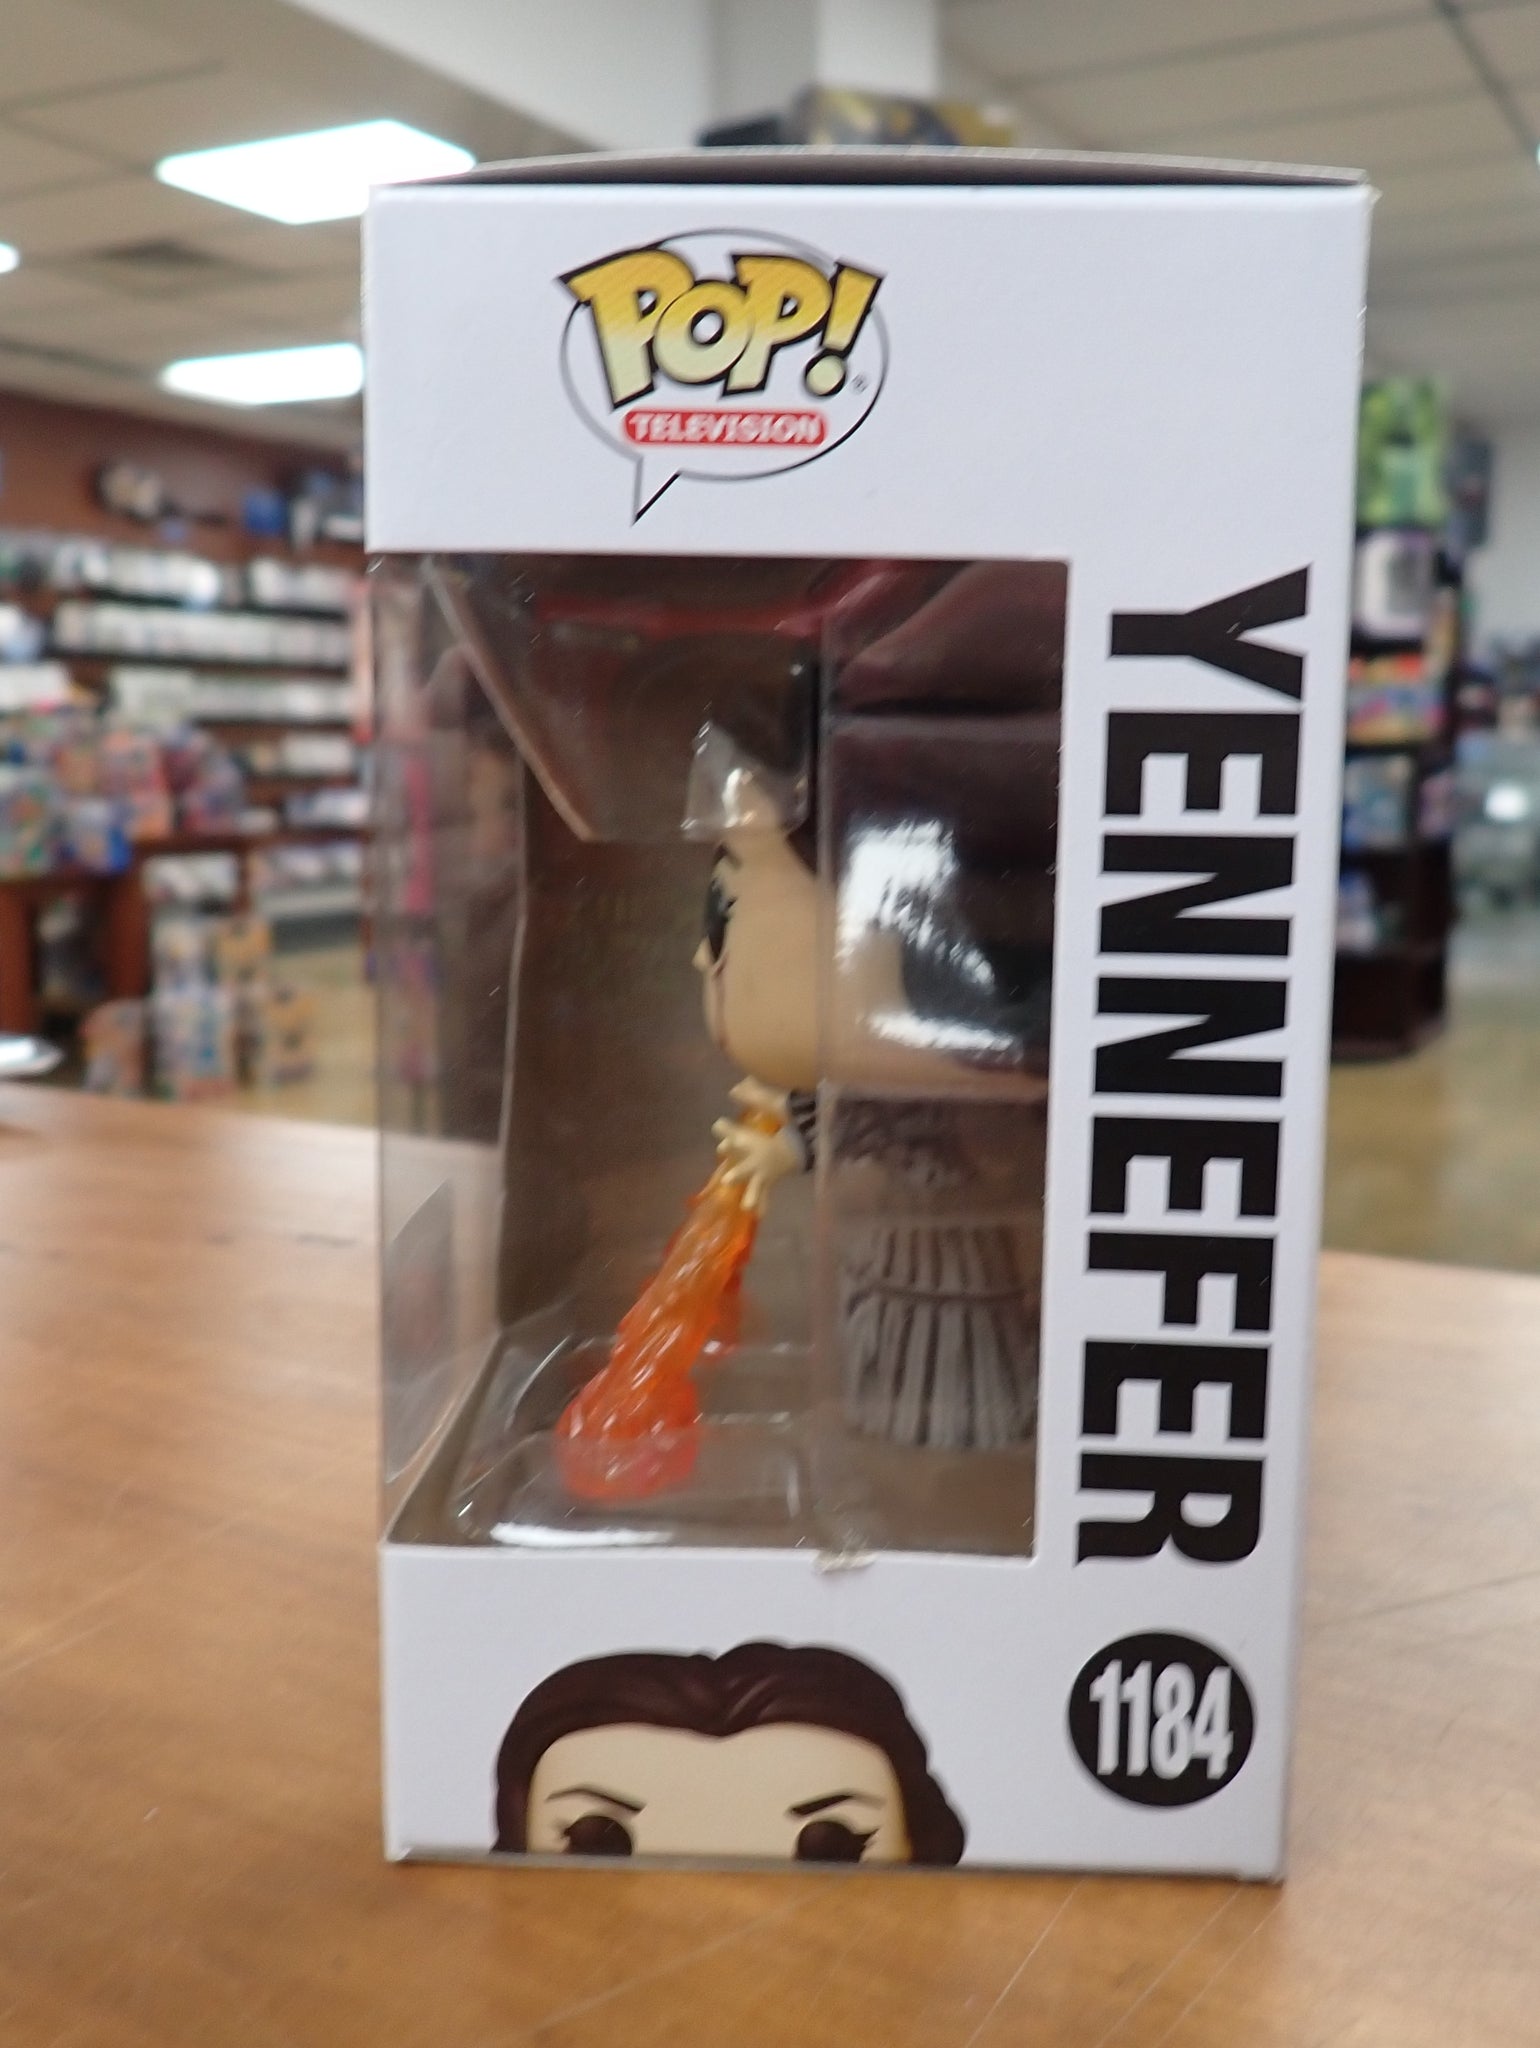 POP!
TELEVISION
YENNEFER
1184